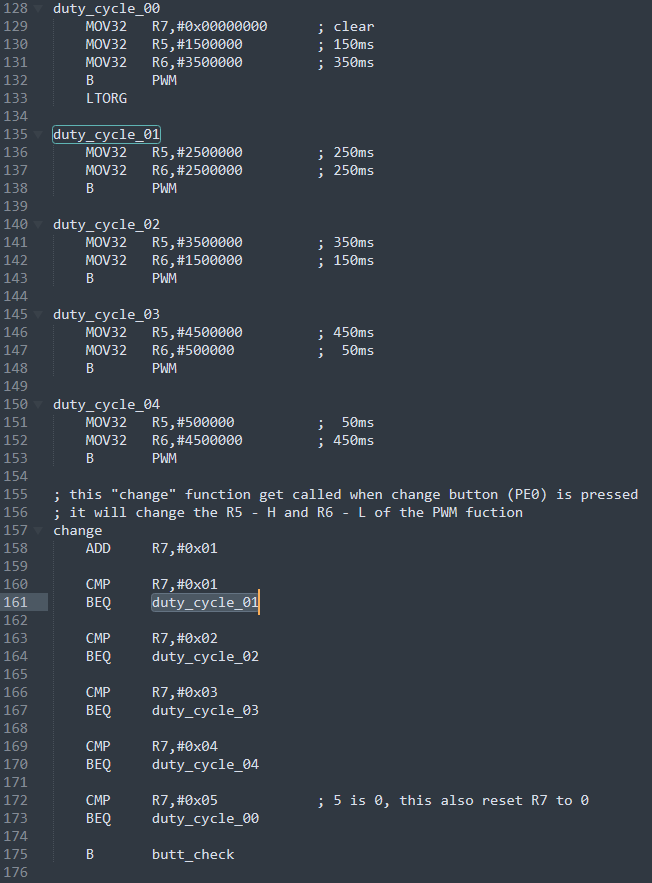 128 duty_cycle_00
129 MOV32 R7,#0x00000000 ; clear
130 MOV32 R5,#1500000 ; 150ms
131 MOV32 R6,#3500000 ; 350ms
132 B PWM
133 LTORG
134
135 duty_cycle_01
136 MOV32 R5,#2500000 ; 250ms
137 MOV32 R6,#2500000 ; 250ms
138 B PWM
139
140 duty_cycle_02
141 MOV32 R5,#3500000 ; 350ms
142 MOV32 R6,#1500000 ; 150ms
143 B PWM
144
145 duty_cycle_03
146 MOV32 R5,#4500000 ; 450ms
147 MOV32 R6,#500000 ; 50ms
148 B PWM
149
150 duty_cycle_04
151 MOV32 R5,#500000 ; 50ms
152 MOV32 R6,#4500000 ; 450ms
153 B PWM
154
155 ; this "change" function get called when change button (PE0) is pressed
156 ; it will change the R5 - H and R6 - L of the PWM fuction
157 change
158 ADD R7,#0x01
159
160 CMP R7,#0x01
161 BEQ duty_cycle_01
162
163 CMP R7,#0x02
164 BEQ duty_cycle_02
165
166 CMP R7,#0x03
167 BEQ duty_cycle_03
168
169 CMP R7,#0x04
170 BEQ duty_cycle_04
171
172 CMP R7,#0x05 ; 5 is 0, this also reset R7 to 0
173 BEQ duty_cycle_00
174
175 B butt_check
176